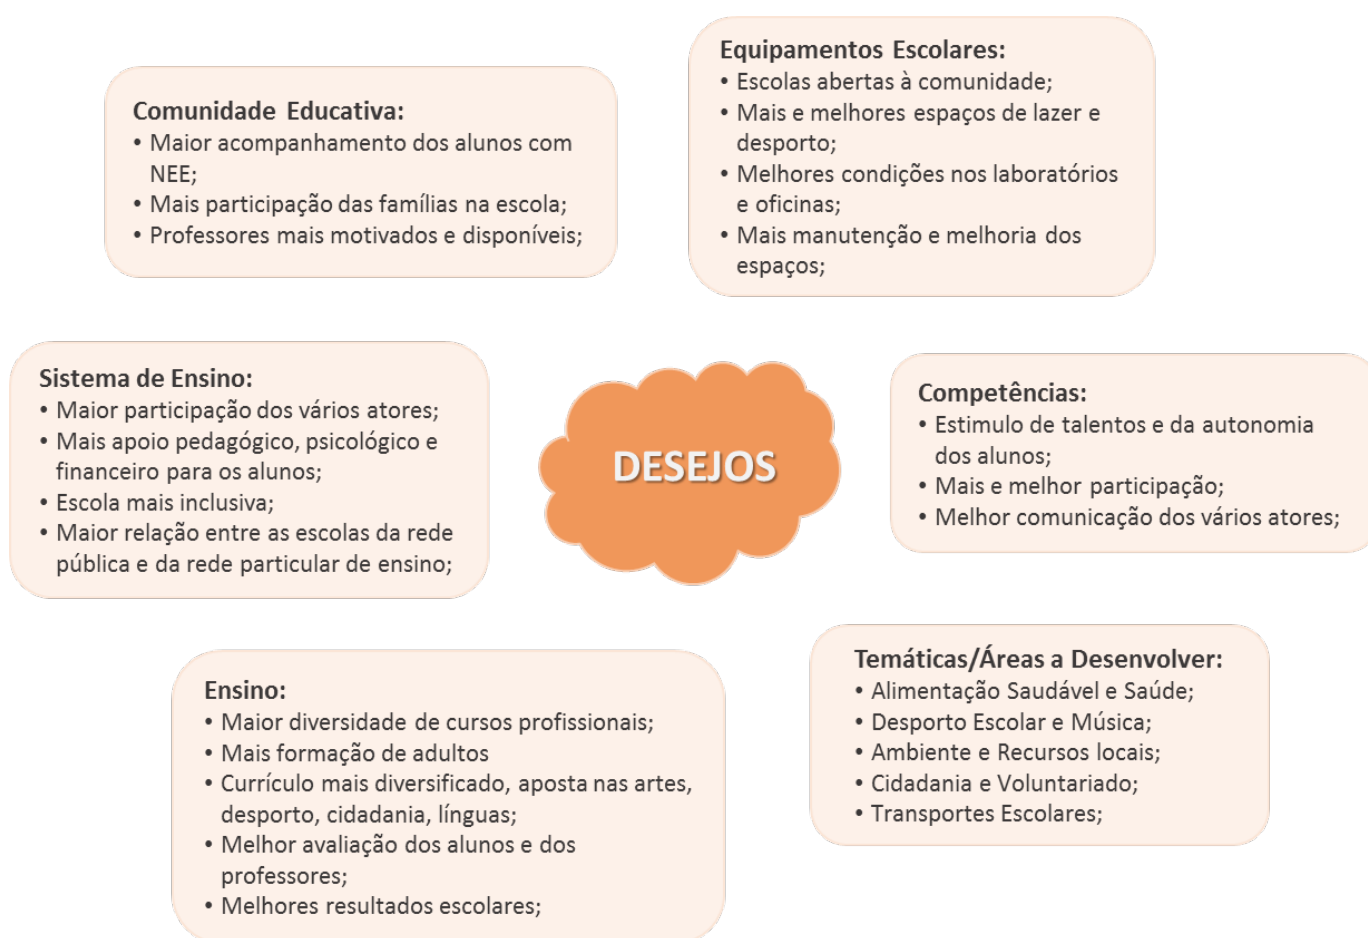 Equipamentos Escolares:
• Escolas abertas à comunidade;
• Mais e melhores espaços de lazer e
desporto;
• Melhores condições nos laboratórios
e oficinas;
• Mais manutenção e melhoria dos
espaços;
Comunidade Educativa:
• Maior acompanhamento dos alunos com
NEE;
• Mais participação das famílias na escola;
• Professores mais motivados e disponíveis;
Sistema de Ensino:
• Maior participação dos vários atores;
• Mais apoio pedagógico, psicológico e
financeiro para os alunos;
• Escola mais inclusiva;
• Maior relação entre as escolas da rede
pública e da rede particular de ensino;
DESEJOS
Competências:
• Estimulo de talentos e da autonomia
dos alunos;
• Mais e melhor participação;
• Melhor comunicação dos vários atores;
Ensino:
• Maior diversidade de cursos profissionais;
• Mais formação de adultos
• Currículo mais diversificado, aposta nas artes,
desporto, cidadania, línguas;
• Melhor avaliação dos alunos e dos
professores;
• Melhores resultados escolares;
Temáticas/Áreas a Desenvolver:
• Alimentação Saudável e Saúde;
• Desporto Escolar e Música;
• Ambiente e Recursos locais;
• Cidadania e Voluntariado;
• Transportes Escolares;